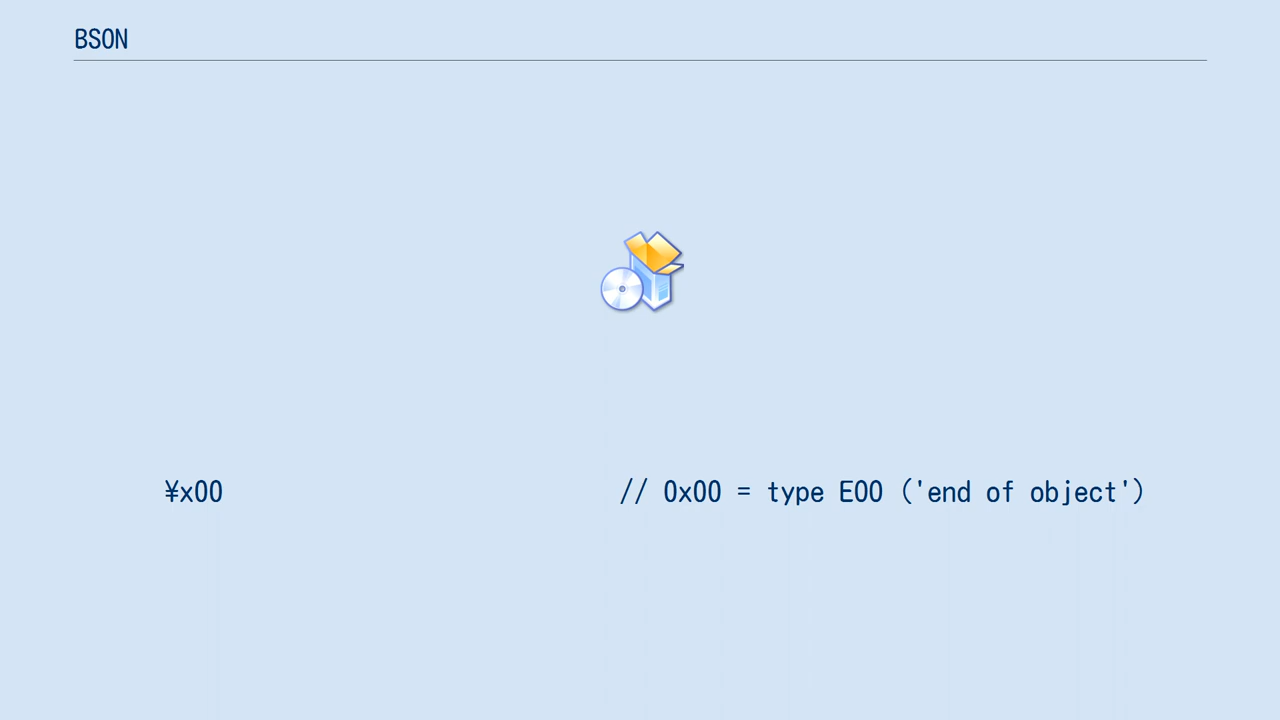 BSON
¥x00 // 0x00 = type EOO ('end of object')